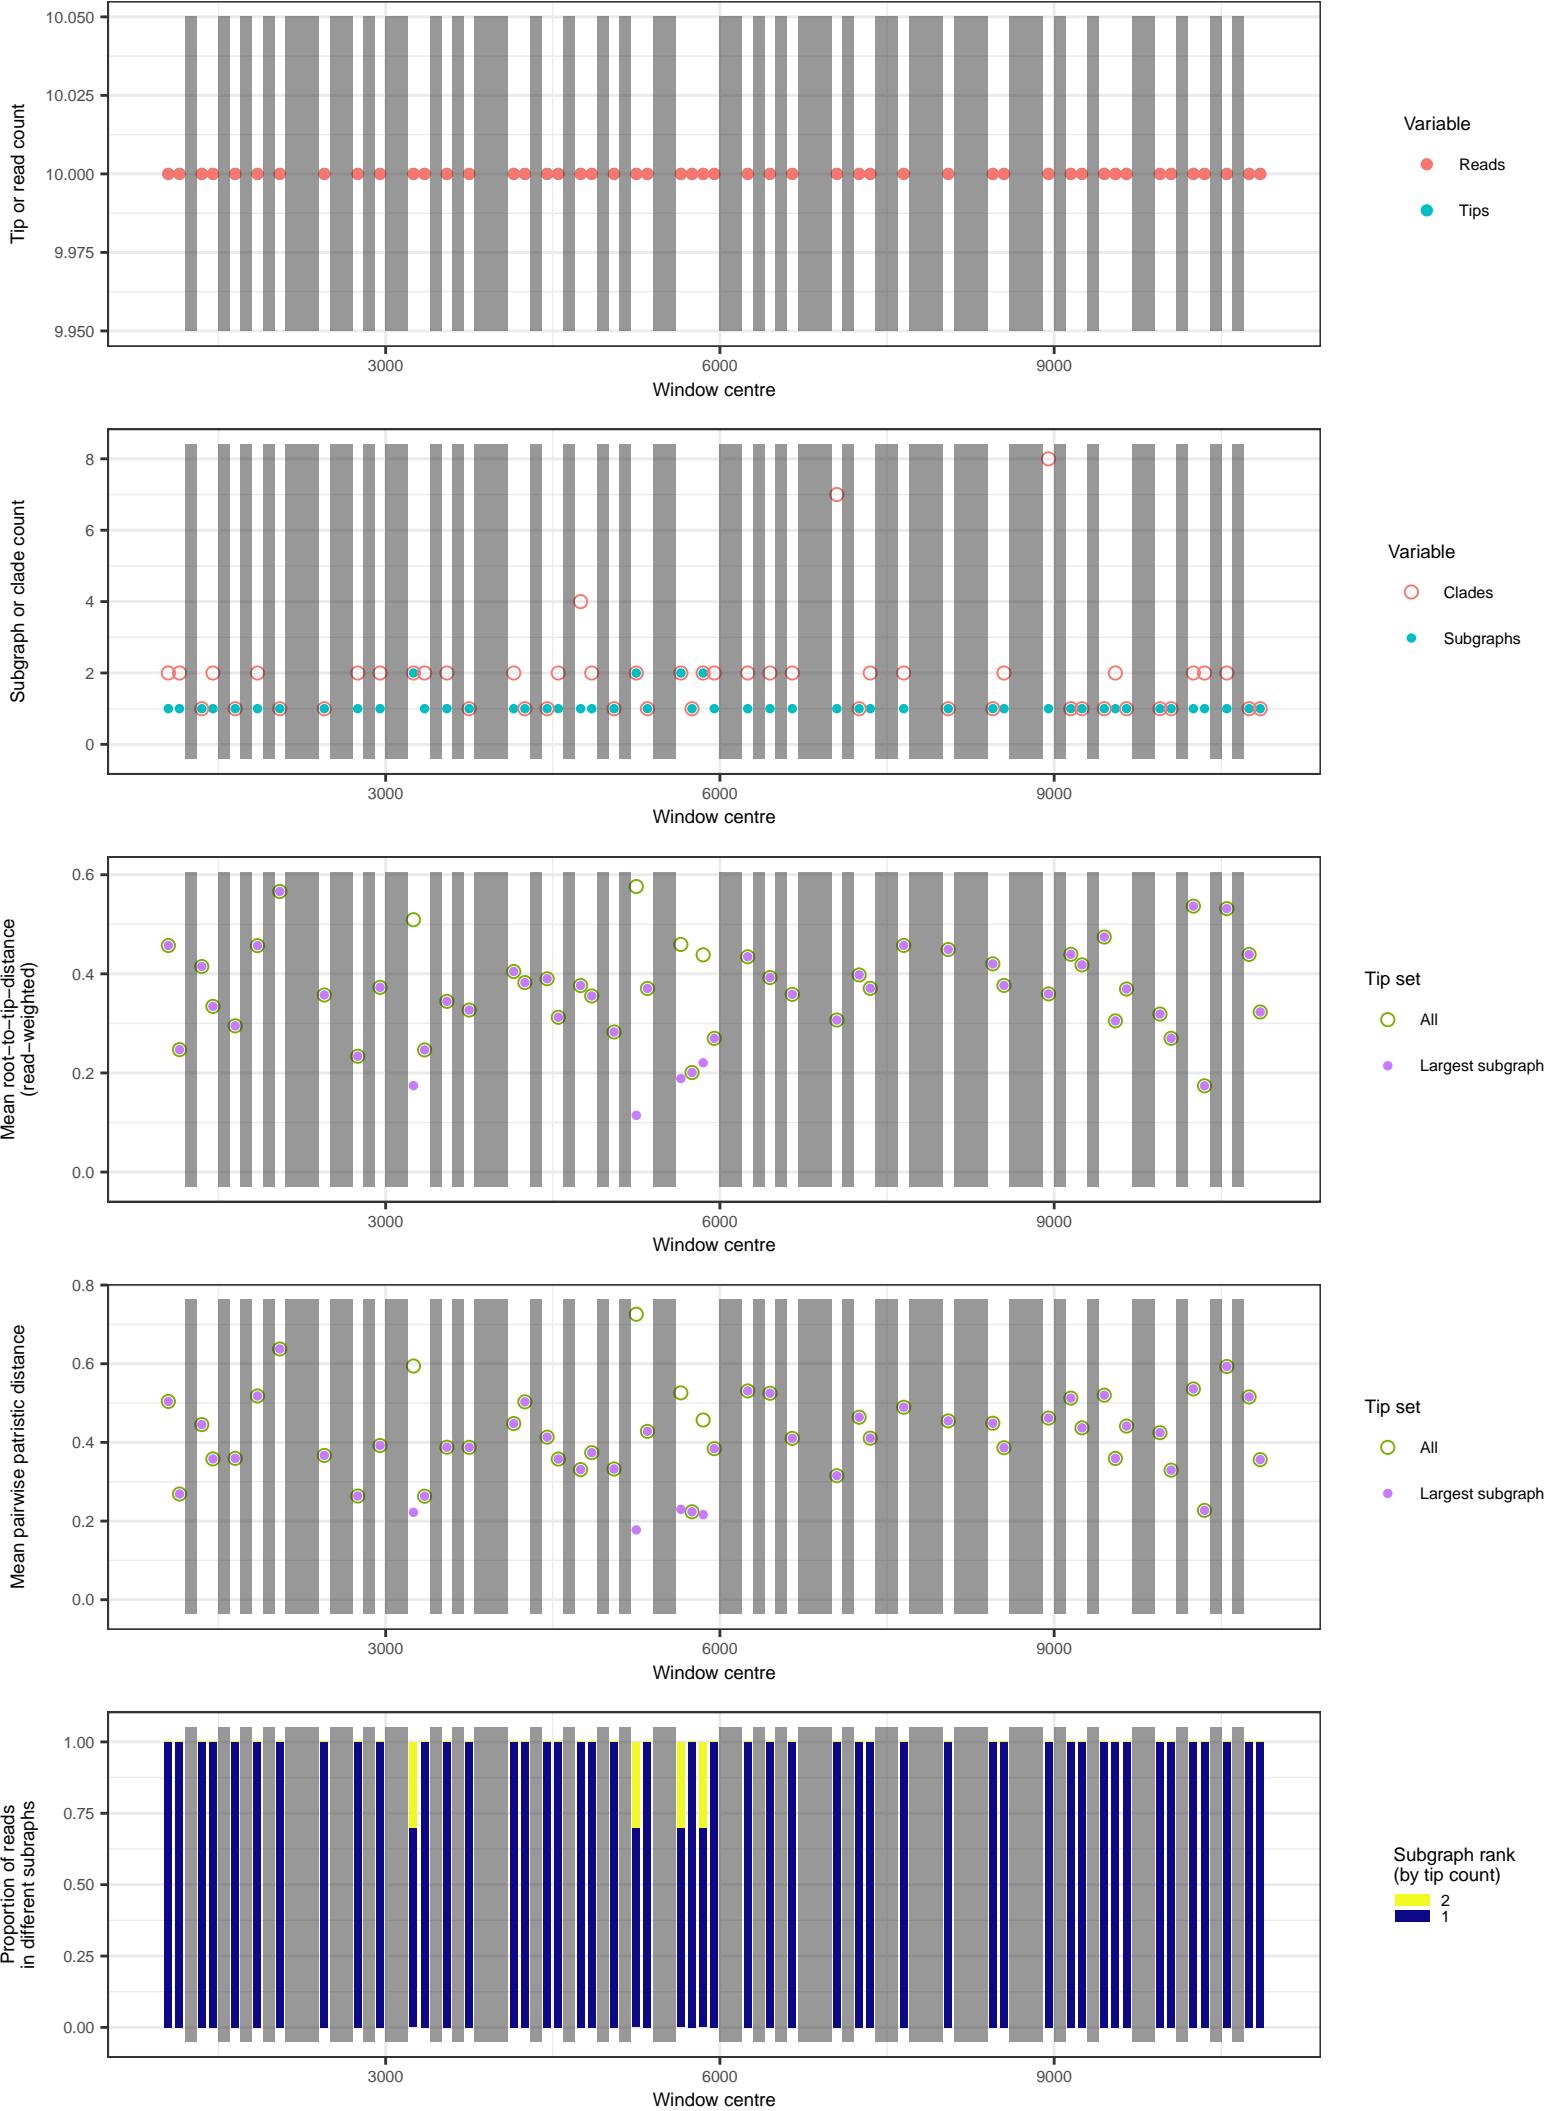 10.050
10.025
10.000
9.975
9.950
Tip or read count
3000
6000
9000
Window centre
Variable
Reads
Tips
8
6
4
2
0
Subgraph or clade count
3000
6000
9000
Window centre
Variable
Clades
Subgraphs
0.6
0.4
0.2
0.0
Mean root−to−tip−distance
(read−weighted)
3000
6000
9000
Window centre
Tip set
All
Largest subgraph
0.8
0.6
0.4
0.2
0.0
Mean pairwise patristic distance
3000
6000
9000
Window centre
Tip set
All
Largest subgraph
1.00
0.75
0.50
0.25
0.00
Proportion of reads
in different subraphs
3000
6000
9000
Window centre
Subgraph rank
(by tip count)
2
1